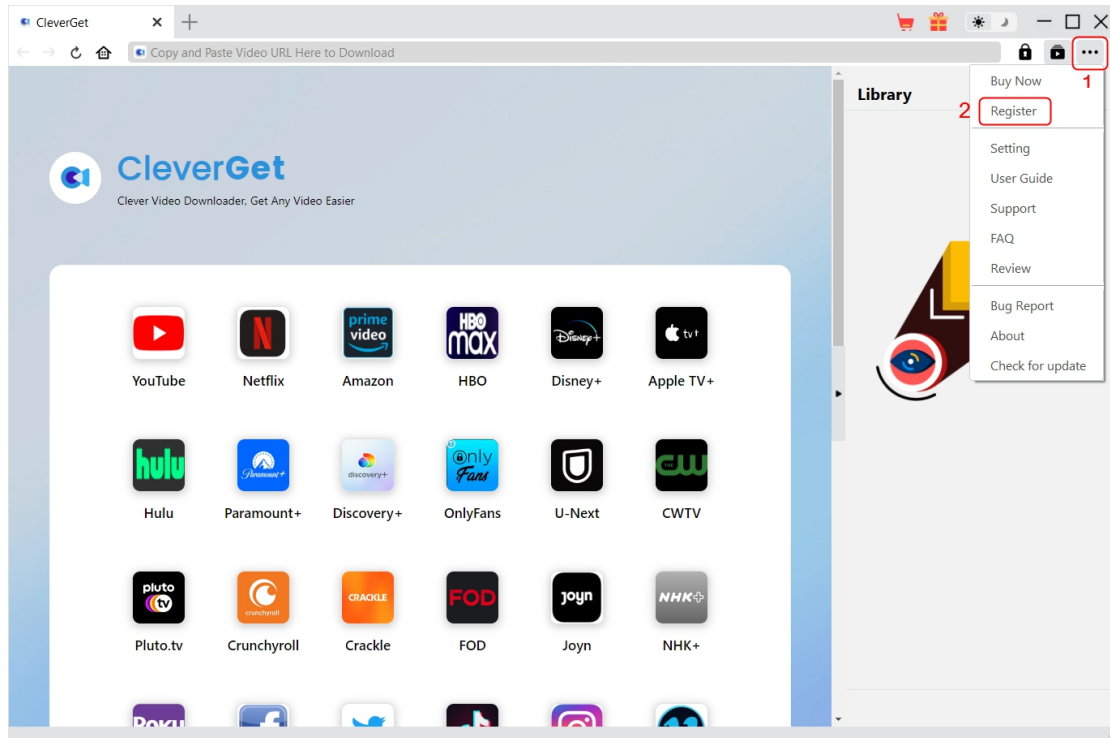 CleverGet
Copy and Paste Video URL Here to Download
1
Buy Now
2
Register
Setting
User Guide
Support
FAQ
Review
Bug Report
About
Check for update
Library
CleverGet
Clever Video Downloader. Get Any Video Easier
prime
video
HBO
max
Disney+
tv+
YouTube
Netflix
Amazon
HBO
Disney+
Apple TV+
hulu
Paramount+
discovery+
Only
Fans
THE
CW
Hulu
Paramount+
Discovery+
OnlyFans
U-Next
CWTV
pluto
tv
crunchyroll
CRACKLE
FOD
Joyn
NHK+
Pluto.tv
Crunchyroll
Crackle
FOD
Joyn
NHK+
ROKU